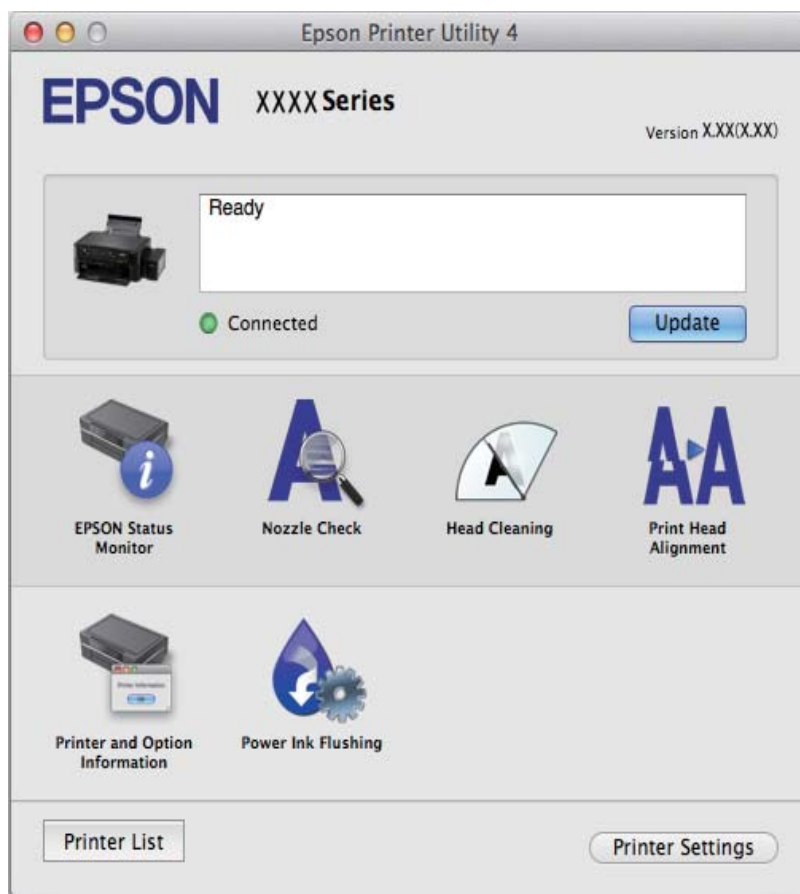 Epson Printer Utility 4
EPSON XXXX Series
Version X.XX(X.XX)
Ready
Connected
Update
EPSON Status
Monitor
Nozzle Check
Head Cleaning
Print Head
Alignment
Printer and Option
Information
Power Ink Flushing
Printer List
Printer Settings